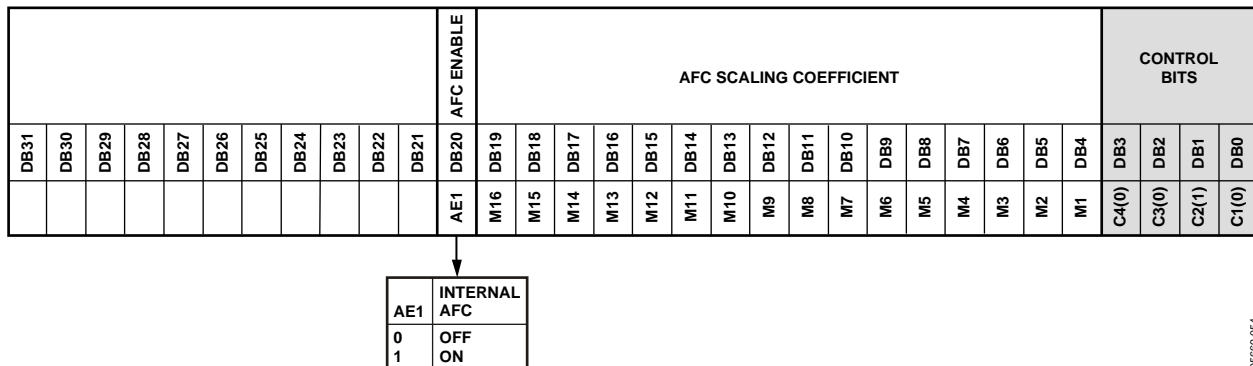 AFC ENABLE
AFC SCALING COEFFICIENT
CONTROL
BITS
DB31 DB30 DB29 DB28 DB27 DB26 DB25 DB24 DB23 DB22 DB21 DB20 DB19 DB18 DB17 DB16 DB15 DB14 DB13 DB12 DB11 DB10 DB9 DB8 DB7 DB6 DB5 DB4 DB3 DB2 DB1 DB0
AE1 M16 M15 M14 M13 M12 M11 M10 M9 M8 M7 M6 M5 M4 M3 M2 M1 C4(0) C3(0) C2(1) C1(0)
AE1 INTERNAL
AFC
0 OFF
1 ON